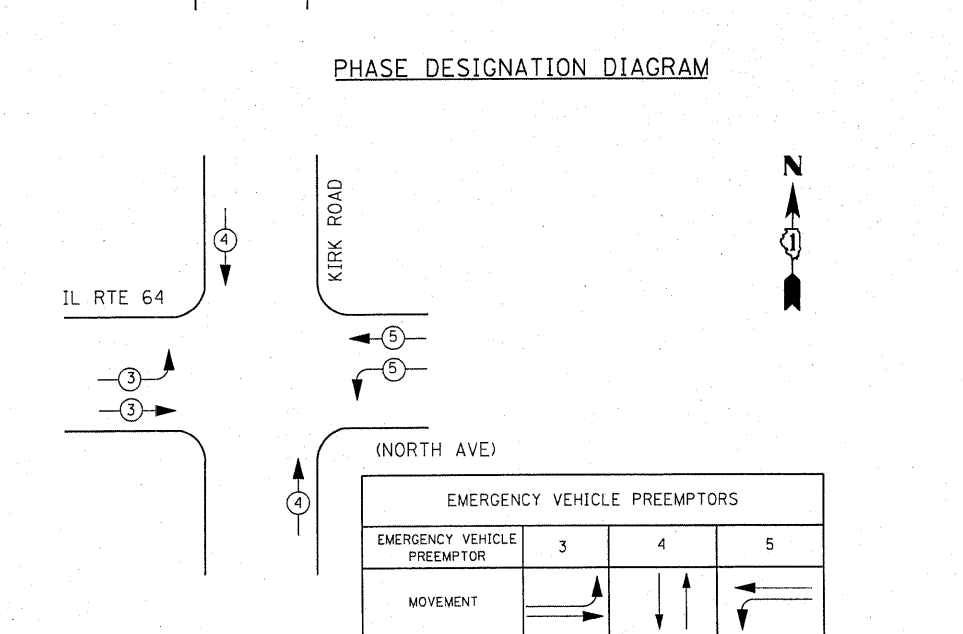 PHASE DESIGNATION DIAGRAM
N
1
KIRK ROAD
4
IL RTE 64
5
5
3
3
(NORTH AVE)
4
EMERGENCY VEHICLE PREEMPTORS
EMERGENCY VEHICLE
PREEMPTOR
3
4
5
MOVEMENT